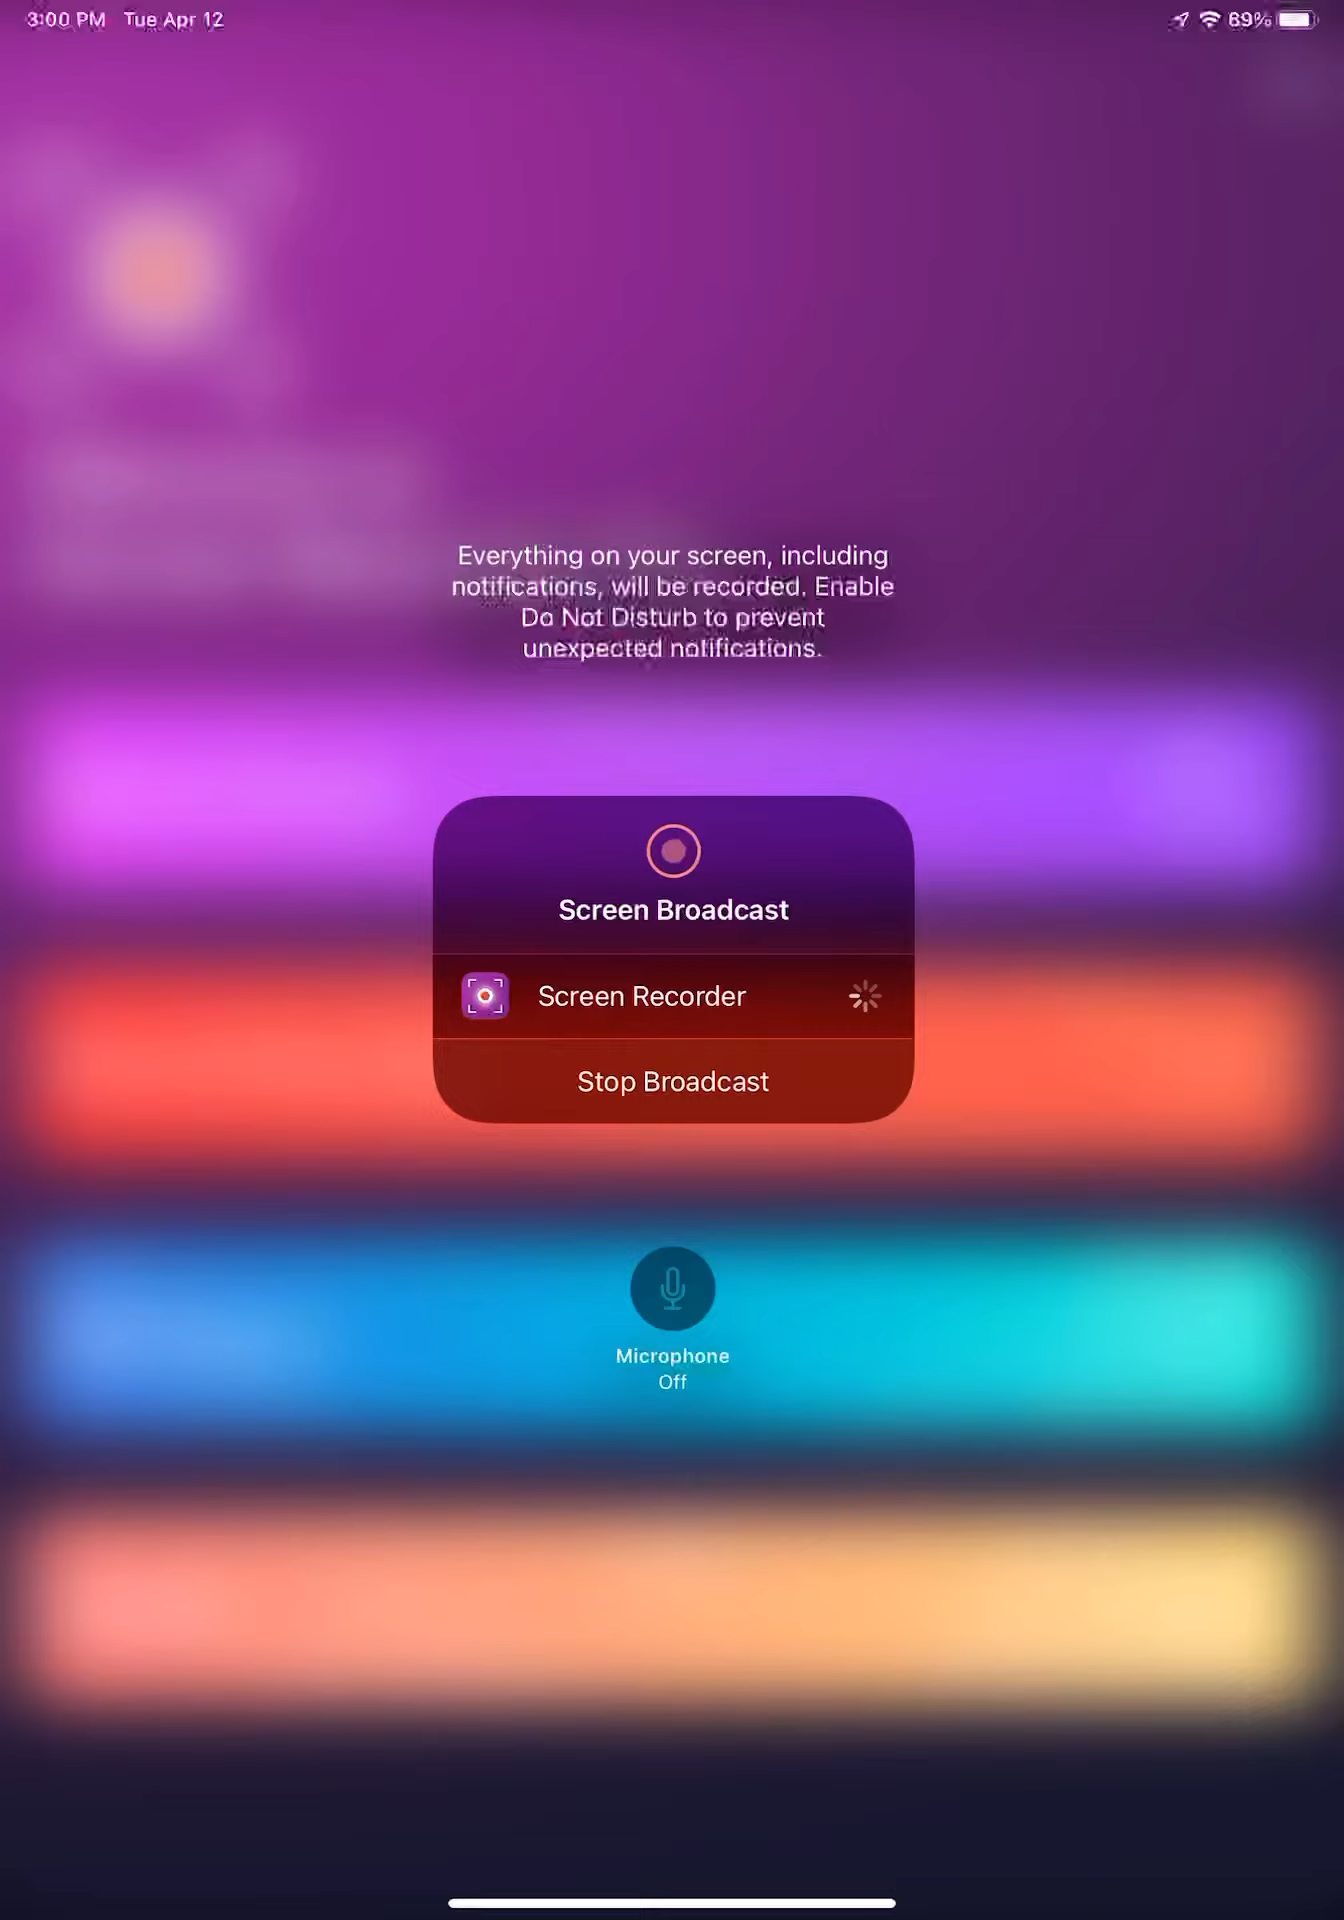 3:00 PM Tue Apr 12
89%
Everything on your screen, including
notifications, will be recorded. Enable
Do Not Disturb to prevent
unexpected notifications.
Screen Broadcast
Screen Recorder
Stop Broadcast
Microphone
Off